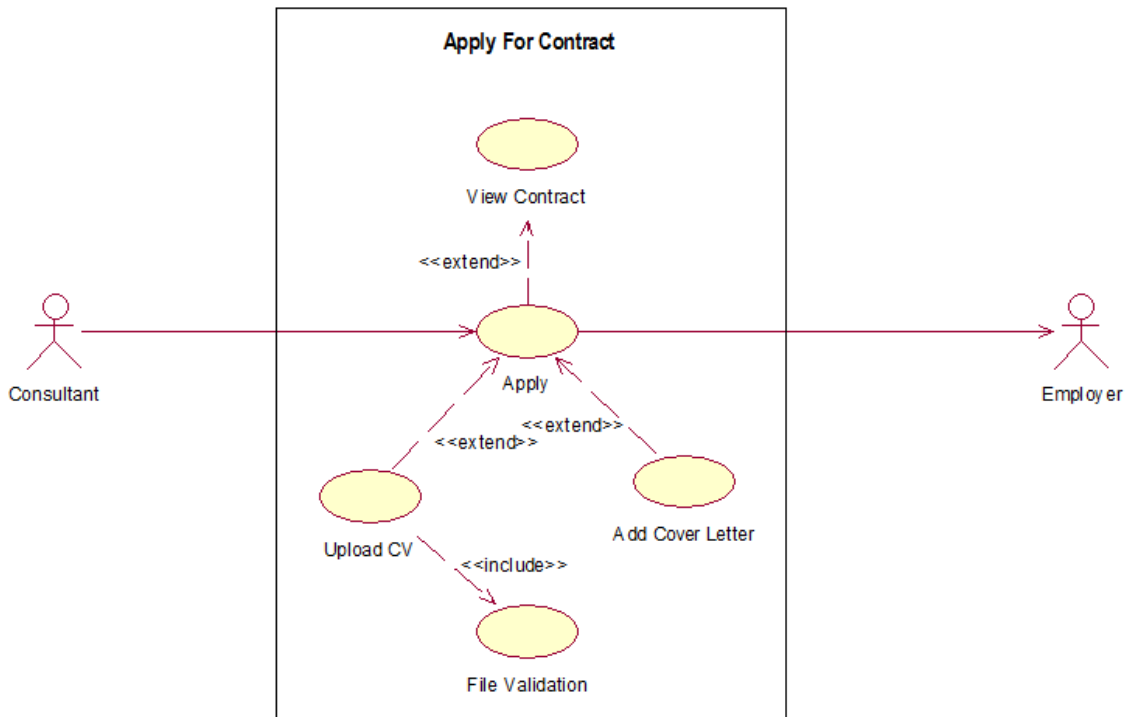 Apply For Contract
View Contract
<<extend>>
Consultant
Apply
Employer
<<extend>>
<<extend>>
Upload CV
Add Cover Letter
<<include>>
File Validation